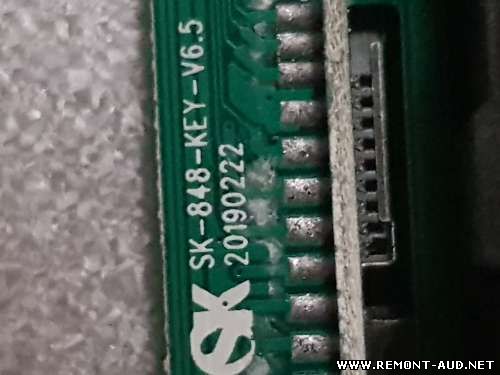 SK-848-KEY-V6.5
20190222
SK
WWW.REMONT-AUD.NET